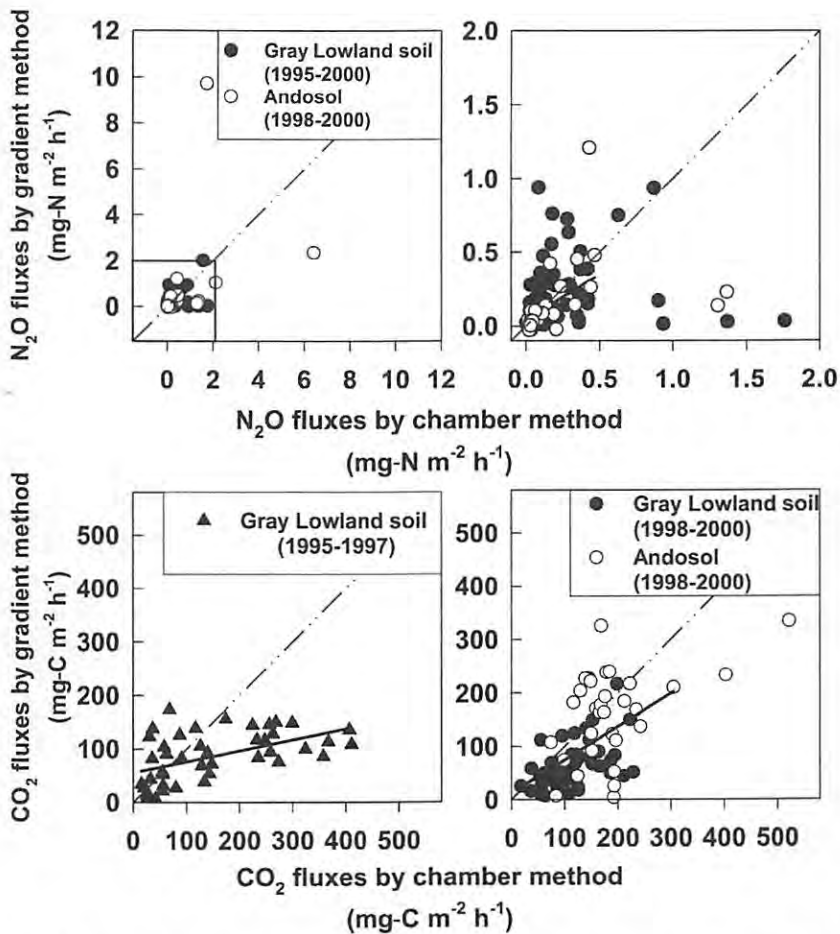 N2O fluxes by gradient method
(mg-N m-2 h-1)
12
10
8
6
4
2
0
Gray Lowland soil
(1995-2000)
Andosol
(1998-2000)
0 2 4 6 8 10 12
2.0
1.5
1.0
0.5
0.0
0.0 0.5 1.0 1.5 2.0
N2O fluxes by chamber method
(mg-N m-2 h-1)
CO2 fluxes by gradient method
(mg-C m-2 h-1)
500
400
300
200
100
0
Gray Lowland soil
(1995-1997)
0 100 200 300 400 500
500
400
300
200
100
0
Gray Lowland soil
(1998-2000)
Andosol
(1998-2000)
0 100 200 300 400 500
CO2 fluxes by chamber method
(mg-C m-2 h-1)